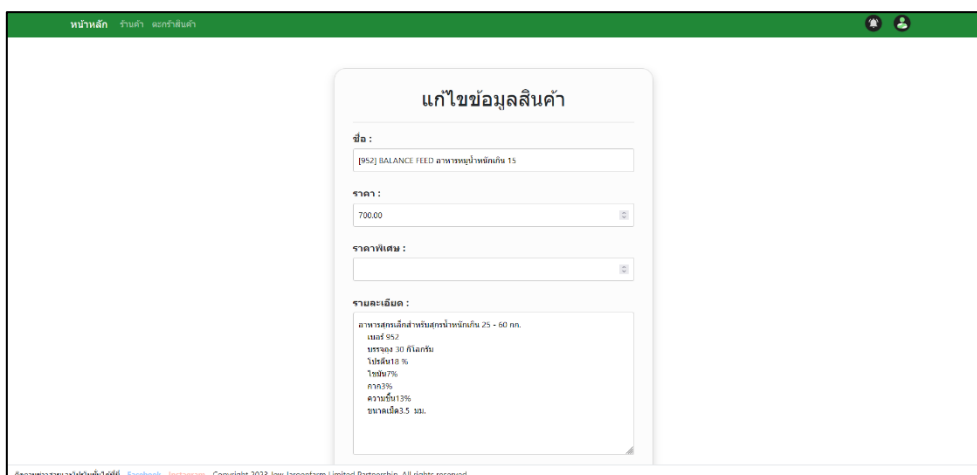 หน้าหลัก ร้านค้า ตะกร้าสินค้า
แก้ไขข้อมูลสินค้า
ชื่อ :
[952] BALANCE FEED อาหารหมูน้ำหนักเกิน 15
ราคา :
700.00
ราคาพิเศษ :
รายละเอียด :
อาหารสุกรเล็กสำหรับสุกรน้ำหนักเกิน 25 - 60 กก.
เบอร์ 952
บรรจุถุง 30 กิโลกรัม
โปรตีน18 %
ไขมัน7%
กาก3%
ความชื้น13%
ขนาดเม็ด3.5 มม.
Facebook Instagram Copyright 2023 Jaroenfarm Limited Partnership. All rights reserved.